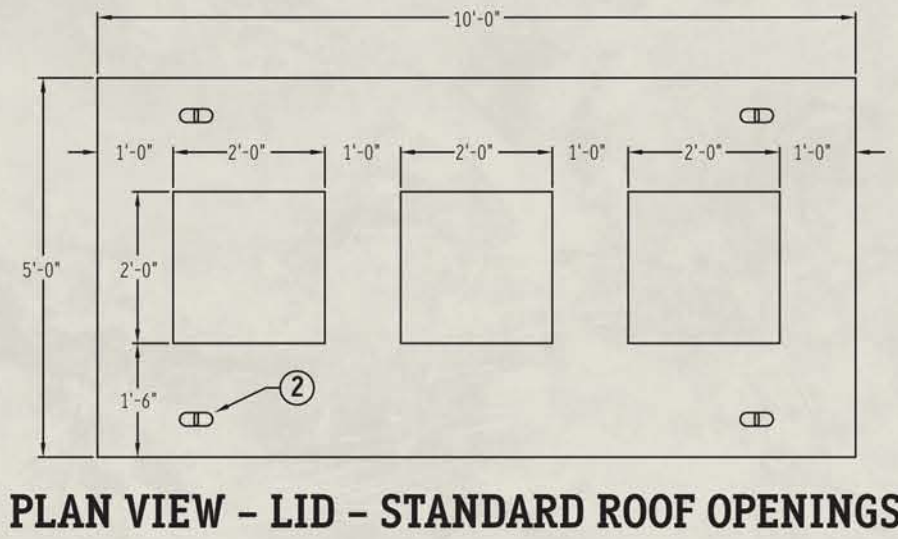 10'-0"
1'-0" 2'-0" 1'-0" 2'-0" 1'-0" 2'-0" 1'-0"
5'-0" 2'-0"
1'-6" 2
PLAN VIEW – LID – STANDARD ROOF OPENINGS